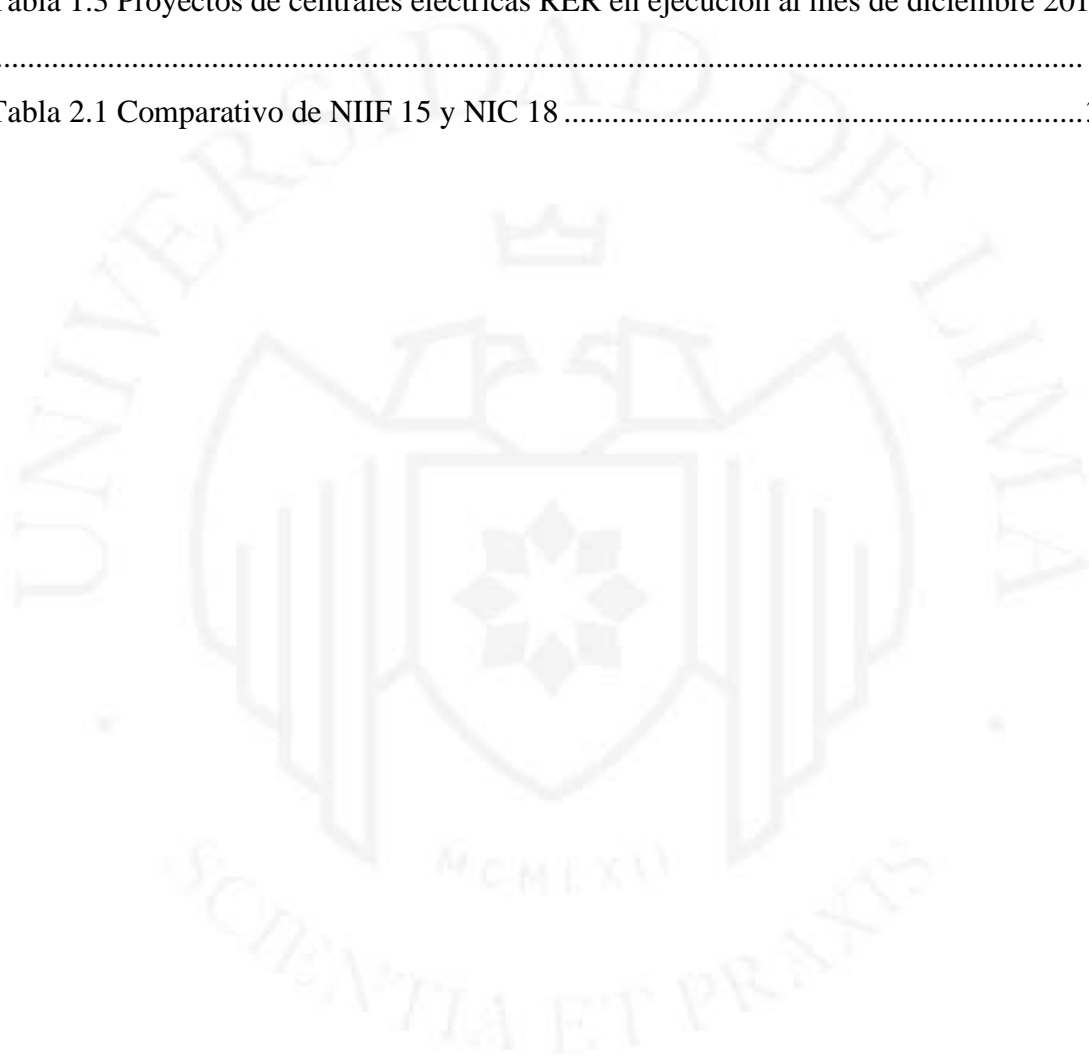 Tabla 1.3 Proyectos de centrales eléctricas RER en ejecución al mes de diciembre 201
........................................................................................................................................
Tabla 2.1 Comparativo de NIIF 15 y NIC 18 .................................................................
UNIVERSIDAD DE LIMA
MCMLXII
SCIENTIA ET PRAXIS